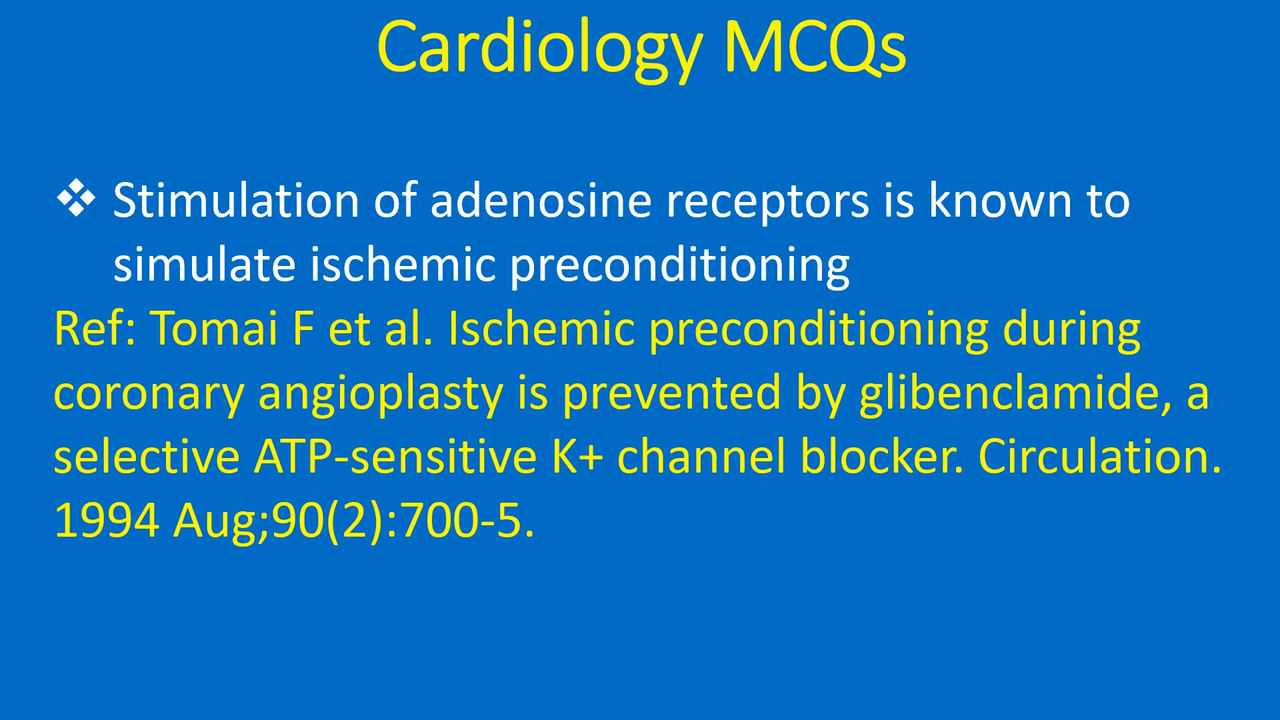 Cardiology MCQs
❖ Stimulation of adenosine receptors is known to
simulate ischemic preconditioning
Ref: Tomai F et al. Ischemic preconditioning during
coronary angioplasty is prevented by glibenclamide, a
selective ATP-sensitive K+ channel blocker. Circulation.
1994 Aug;90(2):700-5.